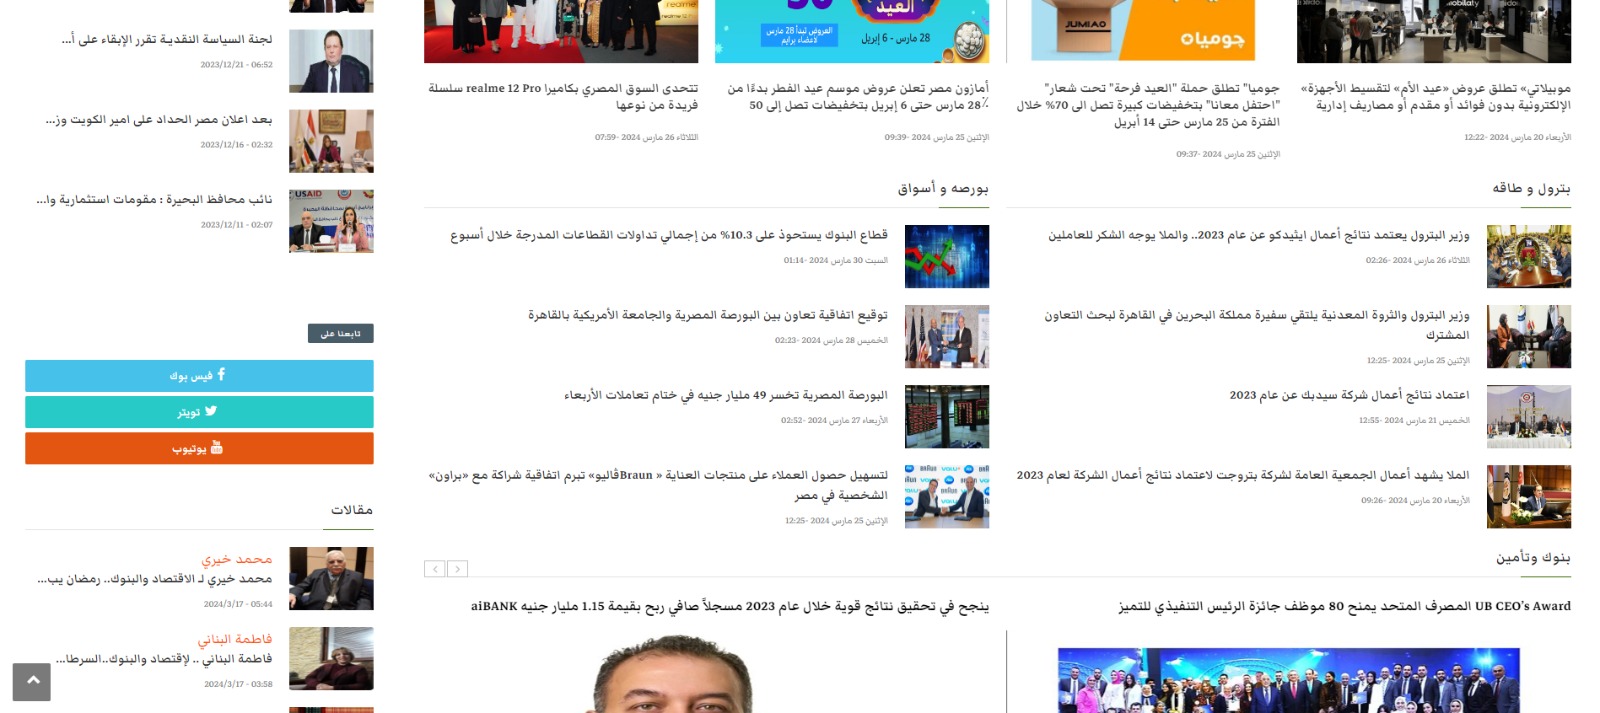 العيد
العروض تبدأ 28 مارس
لأعضاء برايم
28 مارس - 6 إبريل
JUMIAO
جوميا
موبيلاتي» تطلق عروض «عيد الأم» لتقسيط الأجهزة»
الإلكترونية بدون فوائد أو مقدم أو مصاريف إدارية
الأربعاء 20 مارس 2024 -12:22
جوميا" تطلق حملة "العيد فرحة" تحت شعار"
"احتفل معانا" بتخفيضات كبيرة تصل الى 70% خلال
الفترة من 25 مارس حتى 14 أبريل
الإثنين 25 مارس 2024 -09:37
أمازون مصر تعلن عروض موسم عيد الفطر بدءًا من
28 مارس حتى 6 إبريل بتخفيضات تصل إلى 50٪
الإثنين 25 مارس 2024 -09:39
تتحدى السوق المصري بكاميرا realme 12 Pro سلسلة
فريدة من نوعها
الثلاثاء 26 مارس 2024 -07:59
بترول و طاقه
وزير البترول يعتمد نتائج أعمال ايثيدكو عن عام 2023.. والملا يوجه الشكر للعاملين
الثلاثاء 26 مارس 2024 -02:26
وزير البترول والثروة المعدنية يلتقي سفيرة مملكة البحرين في القاهرة لبحث التعاون
المشترك
الإثنين 25 مارس 2024 -12:25
اعتماد نتائج أعمال شركة سيدبك عن عام 2023
الخميس 21 مارس 2024 -12:55
الملا يشهد أعمال الجمعية العامة لشركة بتروجت لاعتماد نتائج أعمال الشركة لعام 2023
الأربعاء 20 مارس 2024 -09:26
بورصه و أسواق
قطاع البنوك يستحوذ على 10.3% من إجمالي تداولات القطاعات المدرجة خلال أسبوع
السبت 30 مارس 2024 -01:14
توقيع اتفاقية تعاون بين البورصة المصرية والجامعة الأمريكية بالقاهرة
الخميس 28 مارس 2024 -02:23
البورصة المصرية تخسر 49 مليار جنيه في ختام تعاملات الأربعاء
الأربعاء 27 مارس 2024 -02:52
لتسهيل حصول العملاء على منتجات العناية « Braunڤاليو» تبرم اتفاقية شراكة مع «براون»
الشخصية في مصر
الإثنين 25 مارس 2024 -12:25
بنوك وتأمين
UB CEO's Award المصرف المتحد يمنح 80 موظف جائزة الرئيس التنفيذي للتميز
ينجح في تحقيق نتائج قوية خلال عام 2023 مسجلاً صافي ربح بقيمة 1.15 مليار جنيه aiBANK
لجنة السياسة النقدية تقرر الإبقاء على أ...
06:52 - 2023/12/21
بعد اعلان مصر الحداد على امير الكويت وز...
02:32 - 2023/12/16
USAID
نائب محافظ البحيرة : مقومات استثمارية وا...
02:07 - 2023/12/11
تابعنا على
فيس بوك
تويتر
يوتيوب
مقالات
محمد خيري
محمد خيري لـ الاقتصاد والبنوك.. رمضان يب...
05:44 - 2024/3/17
فاطمة البناني
فاطمة البناني .. لإقتصاد والبنوك..السرطا...
03:58 - 2024/3/17